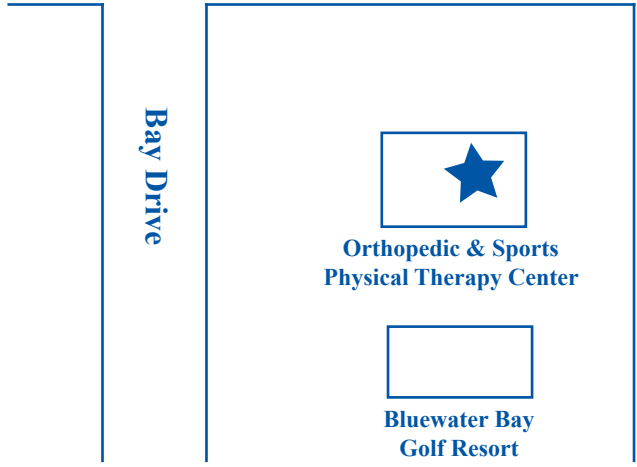 Bay Drive
Orthopedic & Sports
Physical Therapy Center
Bluewater Bay
Golf Resort